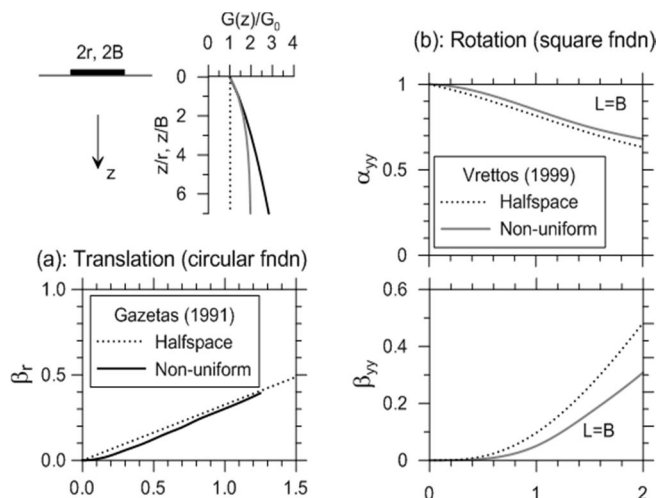 G(z)/G0
0 1 2 3 4
2r, 2B
z
z/r, z/B
0
2
4
6
(a): Translation (circular fndn)
βr
1.0
0.5
0.0
Gazetas (1991)
Halfspace
Non-uniform
0.0 0.5 1.0 1.5
(b): Rotation (square fndn)
αyy
1
0.5
0
L=B
Vrettos (1999)
Halfspace
Non-uniform
βyy
0.6
0.4
0.2
0
L=B
0 1 2